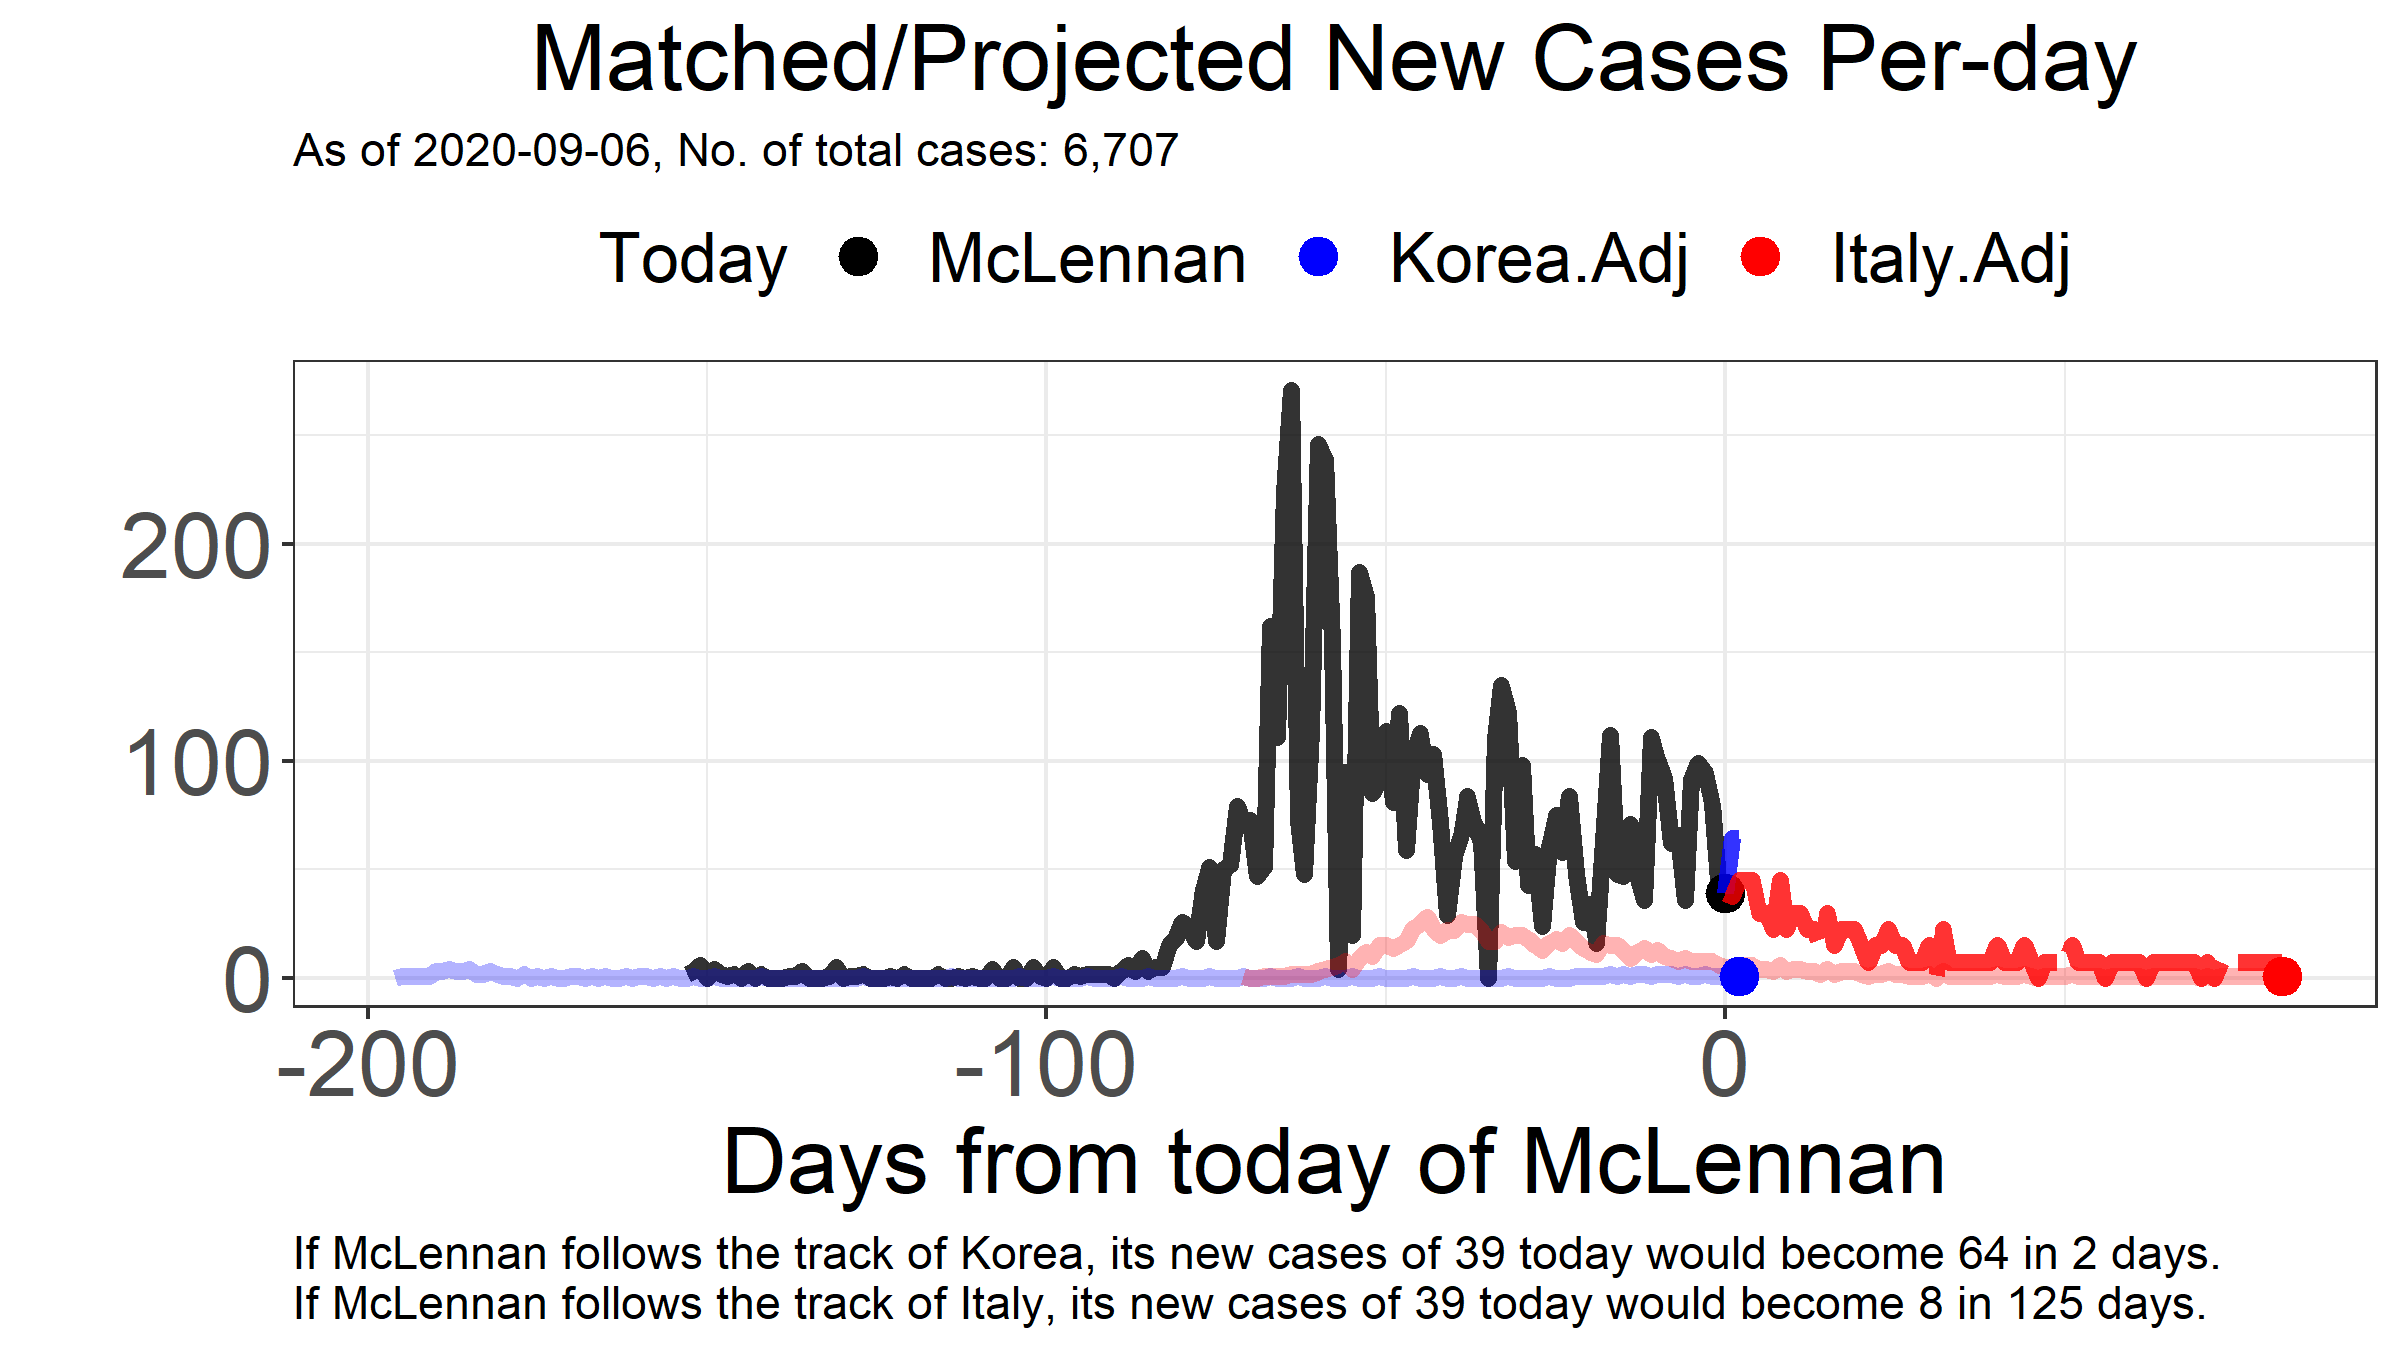 Matched/Projected New Cases Per-day
As of 2020-09-06, No. of total cases: 6,707
Today McLennan Korea.Adj Italy.Adj
200
100
0
-200 -100 0
Days from today of McLennan
If McLennan follows the track of Korea, its new cases of 39 today would become 64 in 2 days.
If McLennan follows the track of Italy, its new cases of 39 today would become 8 in 125 days.